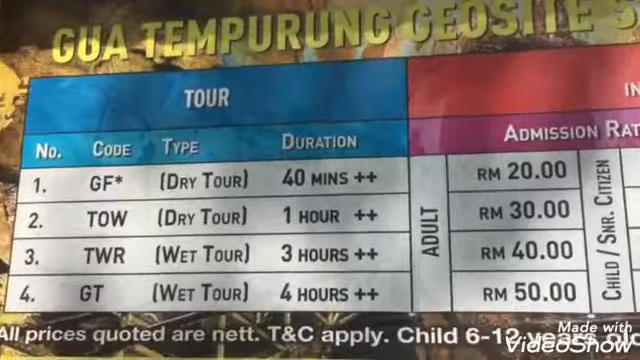 GUA TEMPURUNG GEOSITE S
TOUR
IN
ADMISSION RAT
NO. CODE TYPE DURATION
1. GF* (DRY TOUR) 40 MINS ++ RM 20.00
2. TOW (DRY TOUR) 1 HOUR ++ RM 30.00
3. TWR (WET TOUR) 3 HOURS ++ RM 40.00
4. GT (WET TOUR) 4 HOURS ++ RM 50.00
ADULT
CHILD / SNR. CITIZEN
All prices quoted are nett. T&C apply. Child 6-12 years
Made with
VideoShow